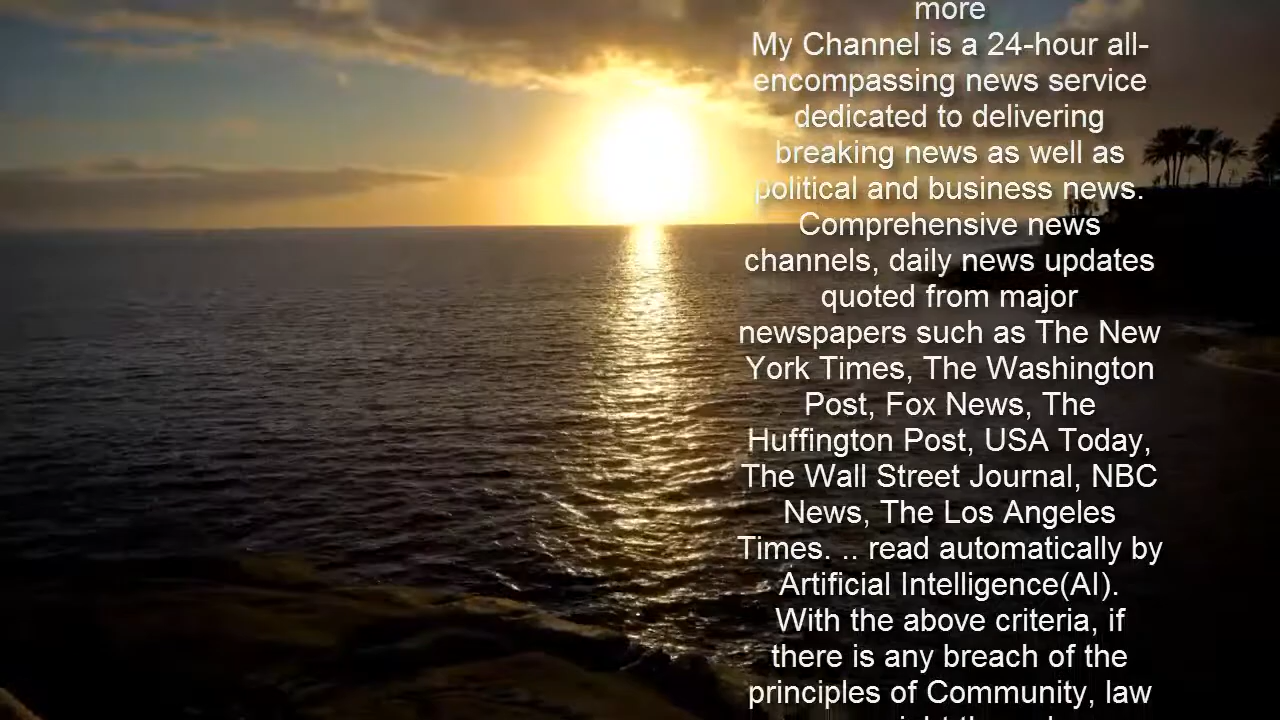 more
My Channel is a 24-hour all-
encompassing news service
dedicated to delivering
breaking news as well as
political and business news.
Comprehensive news
channels, daily news updates
quoted from major
newspapers such as The New
York Times, The Washington
Post, Fox News, The
Huffington Post, USA Today,
The Wall Street Journal, NBC
News, The Los Angeles
Times. .. read automatically by
Artificial Intelligence(AI).
With the above criteria, if
there is any breach of the
principles of Community, law